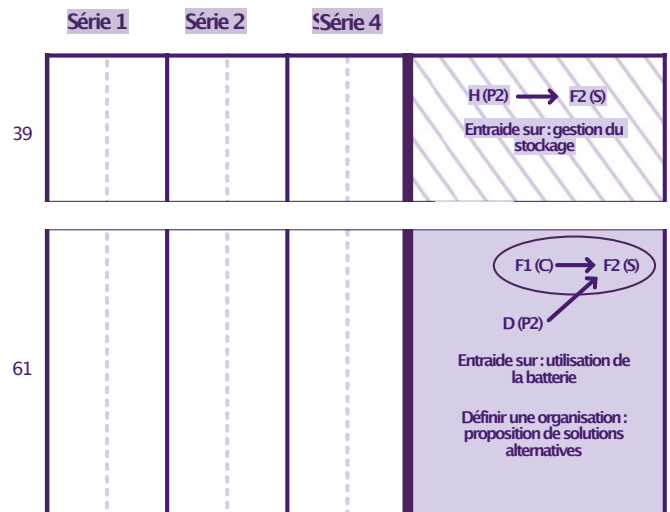 Série 1 Série 2 Série 4
39
H (P2) F2 (S)
Entraide sur : gestion du
stockage
F1 (C) F2 (S)
D (P2)
61
Entraide sur : utilisation de
la batterie
Définir une organisation :
proposition de solutions
alternatives